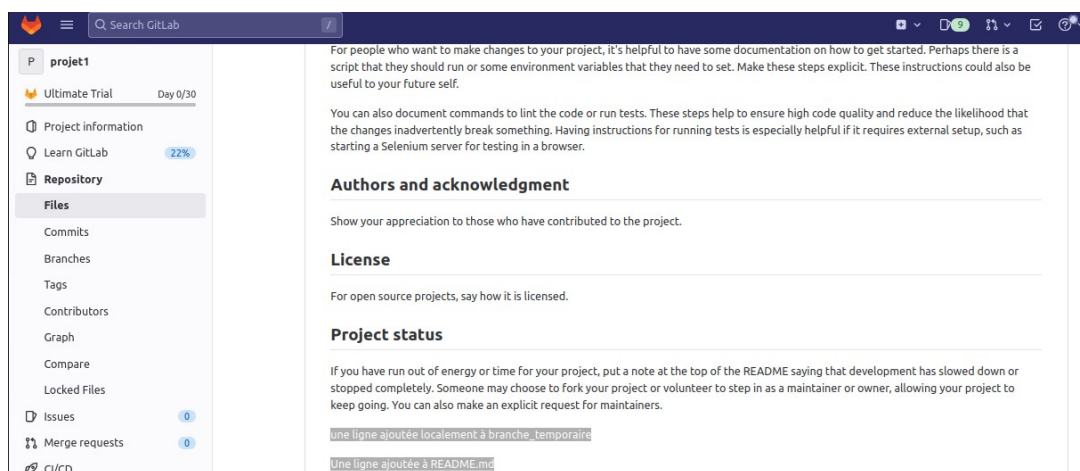 Search GitLab
/
9
P projet1
Ultimate Trial Day 0/30
Project information
Learn GitLab 22%
Repository
Files
Commits
Branches
Tags
Contributors
Graph
Compare
Locked Files
Issues 0
Merge requests 0
CI/CD
For people who want to make changes to your project, it's helpful to have some documentation on how to get started. Perhaps there is a
script that they should run or some environment variables that they need to set. Make these steps explicit. These instructions could also be
useful to your future self.
You can also document commands to lint the code or run tests. These steps help to ensure high code quality and reduce the likelihood that
the changes inadvertently break something. Having instructions for running tests is especially helpful if it requires external setup, such as
starting a Selenium server for testing in a browser.
Authors and acknowledgment
Show your appreciation to those who have contributed to the project.
License
For open source projects, say how it is licensed.
Project status
If you have run out of energy or time for your project, put a note at the top of the README saying that development has slowed down or
stopped completely. Someone may choose to fork your project or volunteer to step in as a maintainer or owner, allowing your project to
keep going. You can also make an explicit request for maintainers.
une ligne ajoutée localement à branche_temporaire
Une ligne ajoutée à README.md